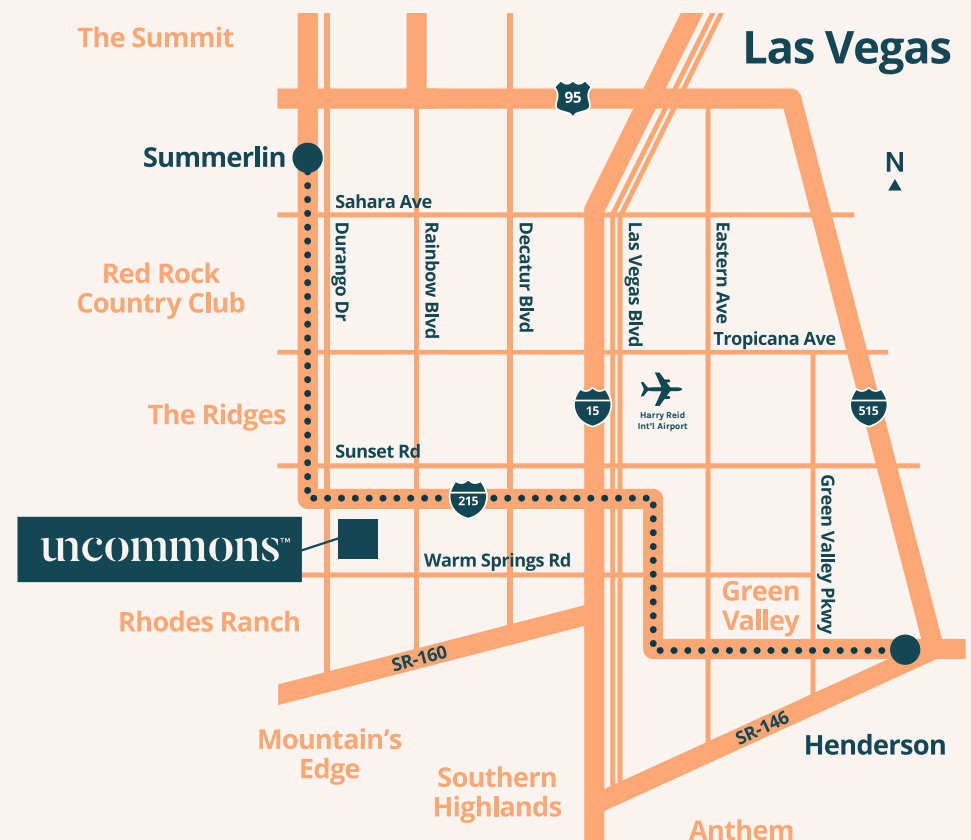 The Summit
Las Vegas
95
N
Summerlin
Sahara Ave
Durango Dr
Rainbow Blvd
Decatur Blvd
Las Vegas Blvd
Eastern Ave
Red Rock
Country Club
Tropicana Ave
The Ridges
15
Harry Reid
Int'l Airport
515
Sunset Rd
215
Green Valley Pkwy
uncommons™
Warm Springs Rd
Green
Valley
Rhodes Ranch
SR-160
SR-146
Mountain's
Edge
Henderson
Southern
Highlands
Anthem